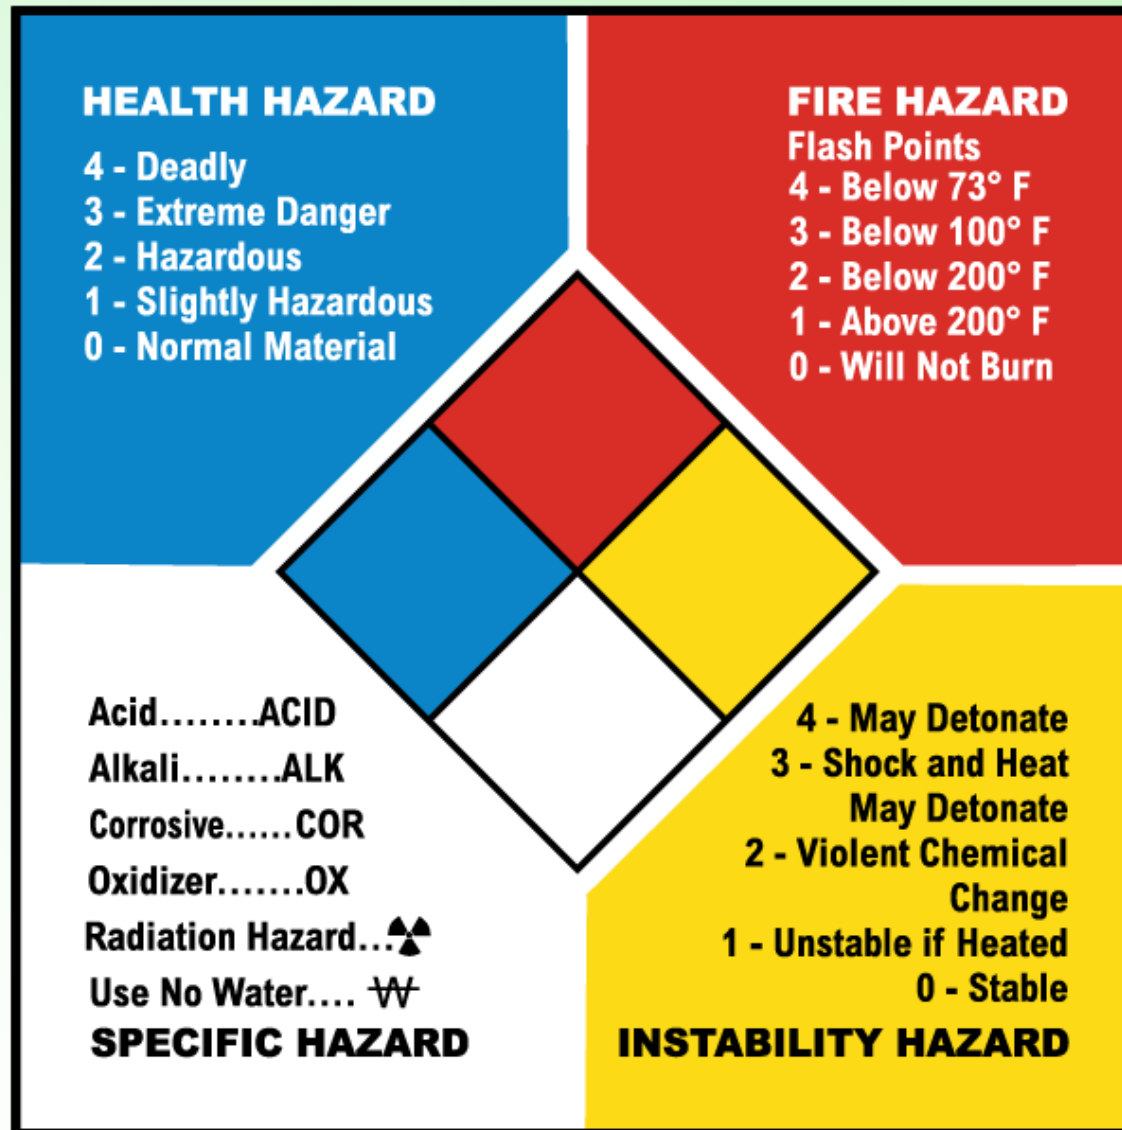 HEALTH HAZARD
4 - Deadly
3 - Extreme Danger
2 - Hazardous
1 - Slightly Hazardous
0 - Normal Material
FIRE HAZARD
Flash Points
4 - Below 73° F
3 - Below 100° F
2 - Below 200° F
1 - Above 200° F
0 - Will Not Burn
Acid........ACID
Alkali........ALK
Corrosive......COR
Oxidizer.......OX
Radiation Hazard...☢
Use No Water.... W̶
SPECIFIC HAZARD
4 - May Detonate
3 - Shock and Heat
May Detonate
2 - Violent Chemical
Change
1 - Unstable if Heated
0 - Stable
INSTABILITY HAZARD